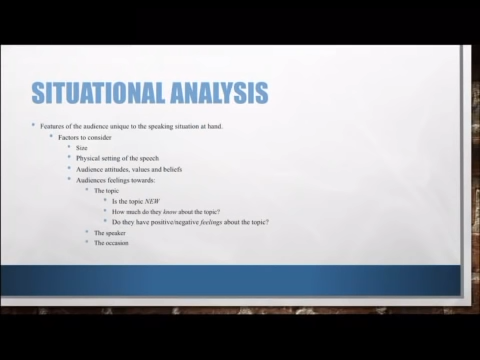 SITUATIONAL ANALYSIS
Features of the audience unique to the speaking situation at hand.
Factors to consider
Size
Physical setting of the speech
Audience attitudes, values and beliefs
Audiences feelings towards:
The topic
Is the topic NEW
How much do they know about the topic?
Do they have positive/negative feelings about the topic?
The speaker
The occasion